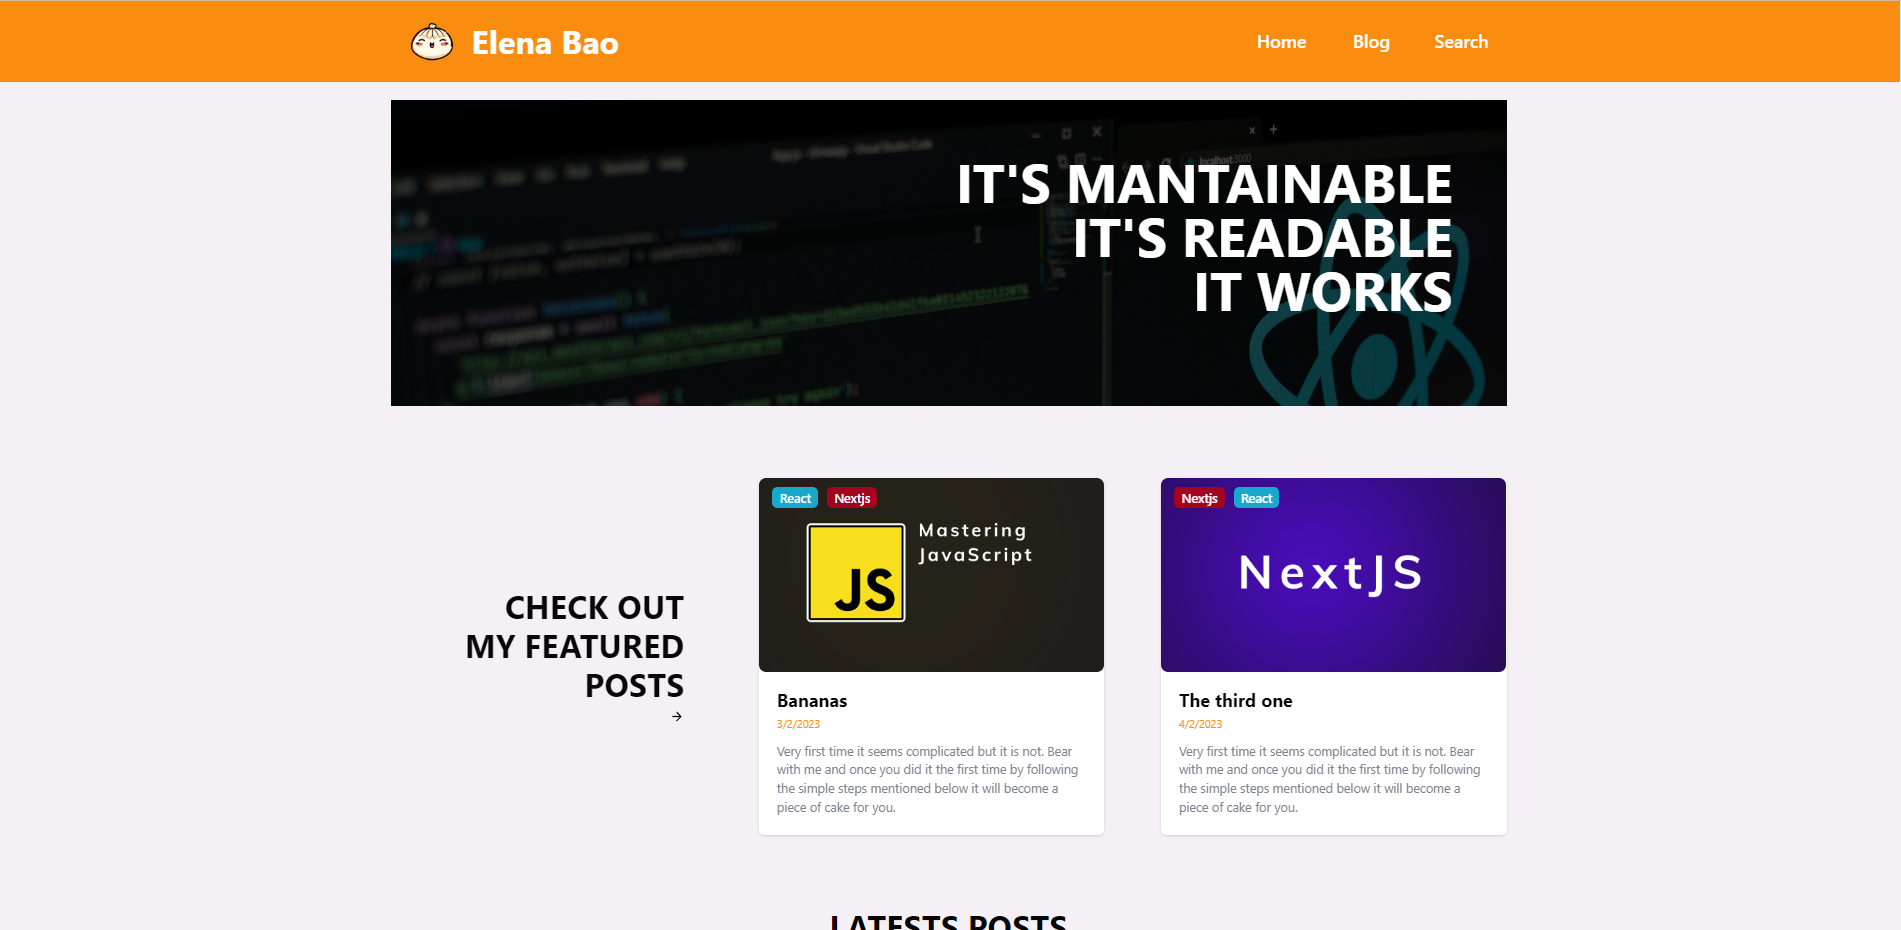 Elena Bao
Home
Blog
Search
localhost:3000
IT'S MANTAINABLE
IT'S READABLE
IT WORKS
CHECK OUT
MY FEATURED
POSTS
React
Nextjs
Mastering
JavaScript
JS
Bananas
3/2/2023
Very first time it seems complicated but it is not. Bear
with me and once you did it the first time by following
the simple steps mentioned below it will become a
piece of cake for you.
Nextjs
React
NextJS
The third one
4/2/2023
Very first time it seems complicated but it is not. Bear
with me and once you did it the first time by following
the simple steps mentioned below it will become a
piece of cake for you.
LATESTS POSTS